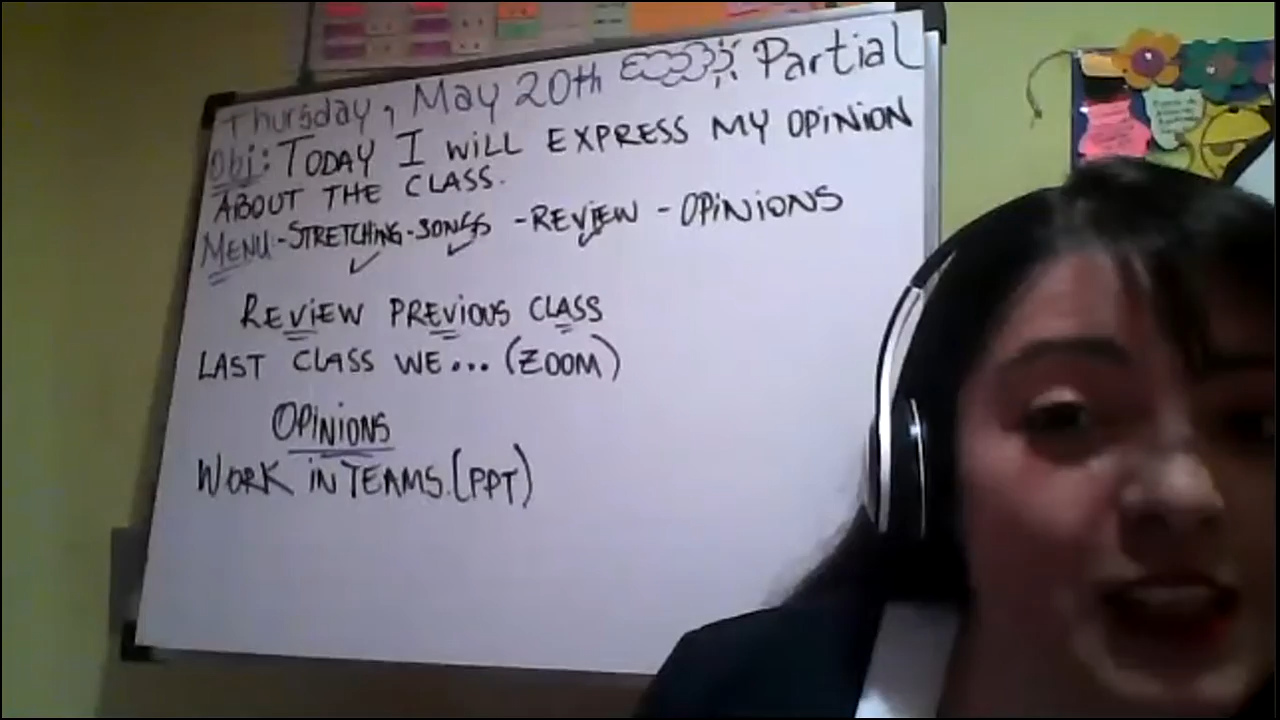 Thursday, May 20th Partial
Obj: TODAY I WILL EXPRESS MY OPINION
ABOUT THE CLASS.
MENU:-STRETCHING-SONGS -REVIEW -OPINIONS
REVIEW PREVIOUS CLASS
LAST CLASS WE... (ZOOM)
OPINIONS
WORK IN TEAMS.(PPT)